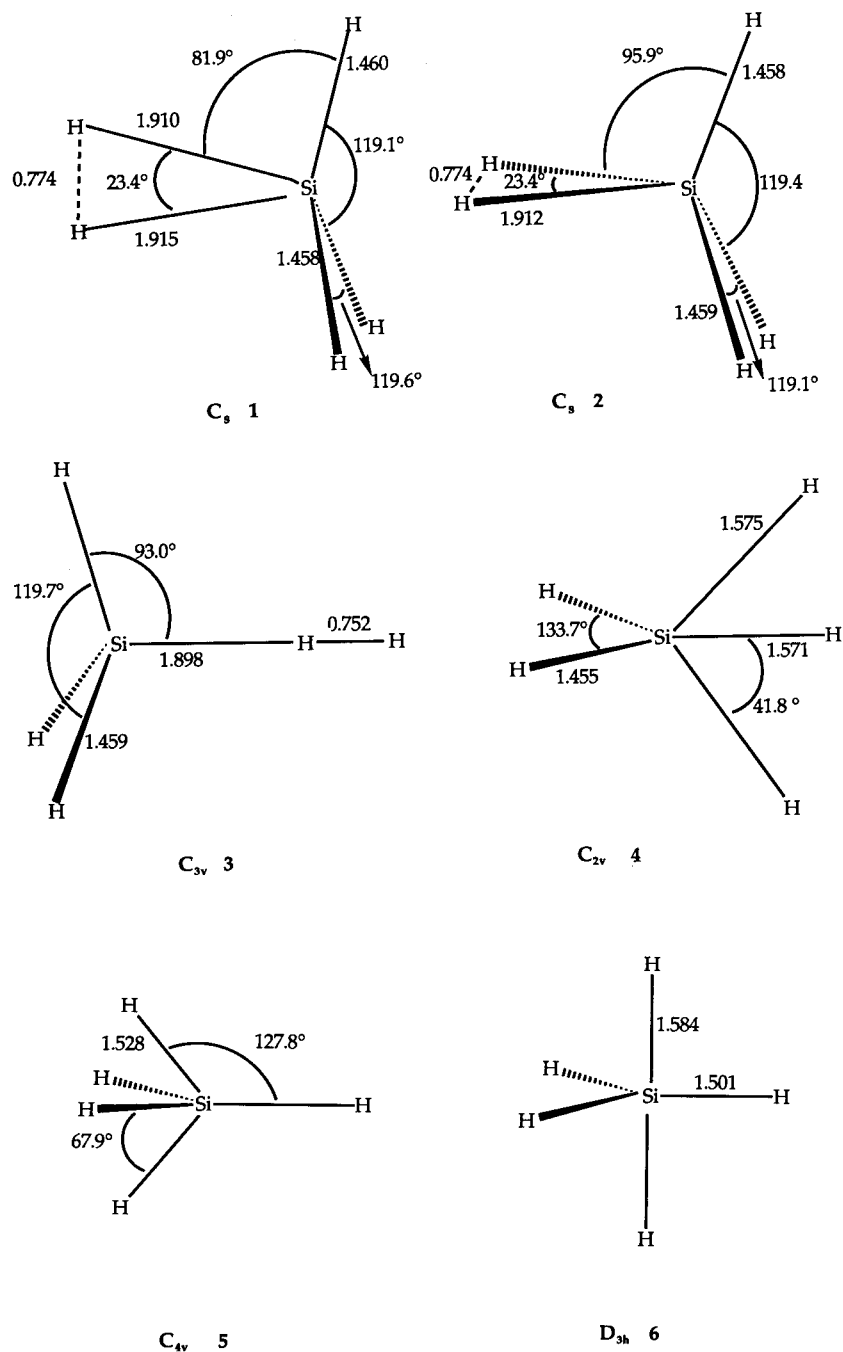 H
81.9°
1.460
H
1.910
119.1°
0.774
23.4°
Si
H
1.915
1.458
H
H
119.6°
Cs 1
H
95.9°
1.458
H
0.774
23.4°
Si
119.4
H
1.912
1.459
H
H
119.1°
Cs 2
H
93.0°
119.7°
0.752
Si
H
H
1.898
H
1.459
H
C3v 3
H
1.575
H
133.7°
Si
H
H
1.571
1.455
41.8 °
H
C2v 4
H
1.528
127.8°
H
H
Si
H
67.9°
H
C4v 5
H
1.584
H
1.501
Si
H
H
H
D3h 6